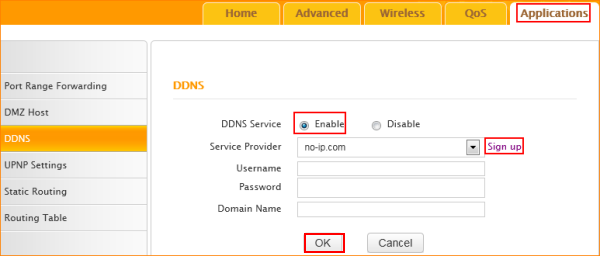 Home Advanced Wireless QoS Applications
Port Range Forwarding
DMZ Host
DDNS
UPNP Settings
Static Routing
Routing Table
DDNS
DDNS Service Enable Disable
Service Provider no-ip.com Sign up
Username
Password
Domain Name
OK Cancel